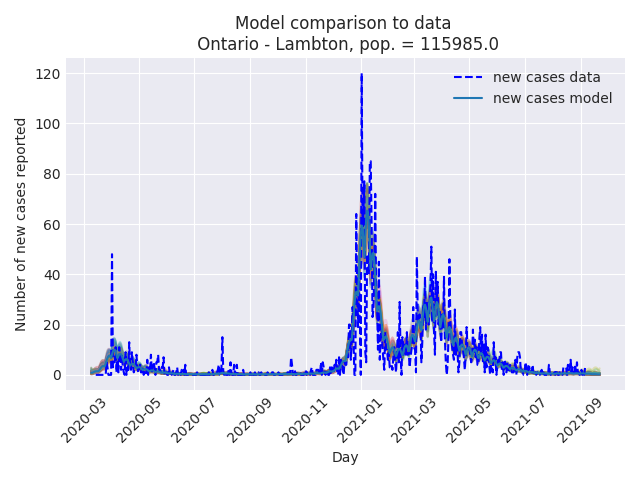 Model comparison to data
Ontario - Lambton, pop. = 115985.0
new cases data
new cases model
Number of new cases reported
120
100
80
60
40
20
0
2020-03
2020-05
2020-07
2020-09
2020-11
2021-01
2021-03
2021-05
2021-07
2021-09
Day